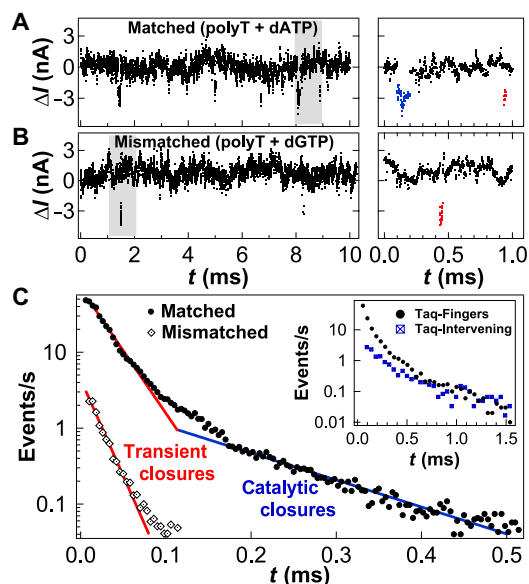 A
Matched (polyT + dATP)
ΔI (nA)
3
0
-3
B
Mismatched (polyT + dGTP)
ΔI (nA)
3
0
-3
0 2 4 6 8 10
t (ms)
0.0 0.5 1.0
t (ms)
C
Events/s
10
1
0.1
Matched
Mismatched
Transient
closures
Catalytic
closures
0.0 0.1 0.2 0.3 0.4 0.5
t (ms)
Taq-Fingers
Taq-Intervening
Events/s
10
1
0.1
0.01
0.0 0.5 1.0 1.5
t (ms)